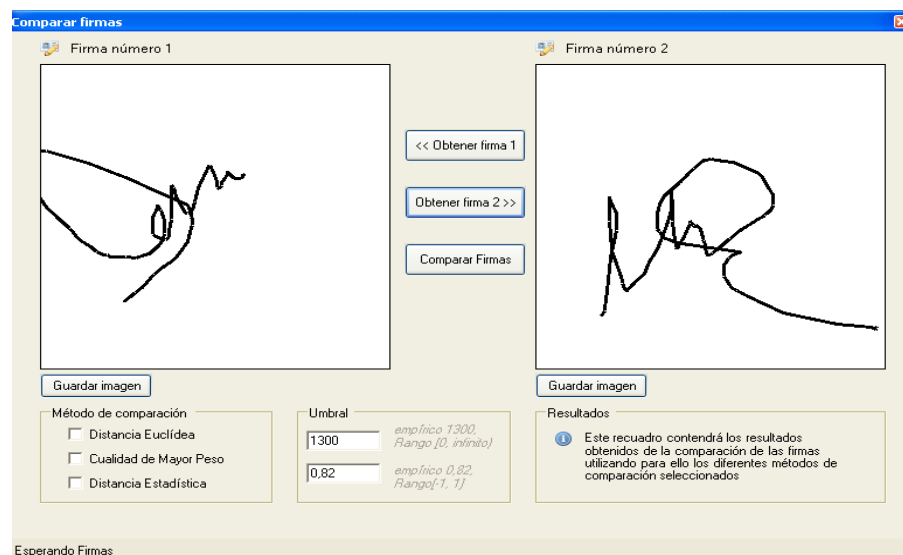 Comparar firmas
Firma número 1
Firma número 2
<< Obtener firma 1
Obtener firma 2 >>
Comparar Firmas
Guardar imagen
Guardar imagen
Método de comparación
Distancia Euclídea
Cualidad de Mayor Peso
Distancia Estadística
Umbral
1300
empírico 1300,
Rango [0, infinito)
0,82
empírico 0,82,
Rango[-1, 1]
Resultados
Este recuadro contendrá los resultados
obtenidos de la comparación de las firmas
utilizando para ello los diferentes métodos de
comparación seleccionados
Esperando Firmas